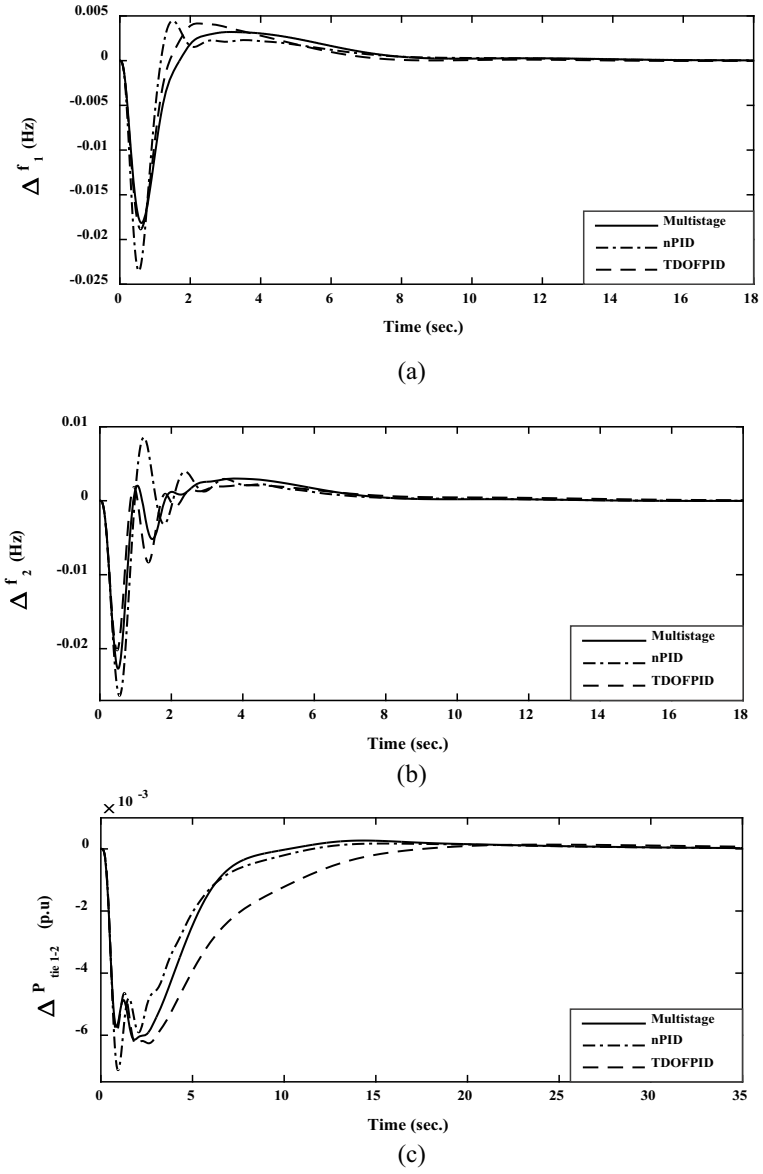 0.005
0
-0.005
-0.01
-0.015
-0.02
-0.025
Δ f 1 (Hz)
Multistage
nPID
TDOFPID
0 2 4 6 8 10 12 14 16 18
Time (sec.)
(a)
0.01
0
-0.01
-0.02
Δ f 2 (Hz)
Multistage
nPID
TDOFPID
0 2 4 6 8 10 12 14 16 18
Time (sec.)
(b)
× 10 -3
0
-2
-4
-6
Δ P tie 1-2 (p.u)
Multistage
nPID
TDOFPID
0 5 10 15 20 25 30 35
Time (sec.)
(c)